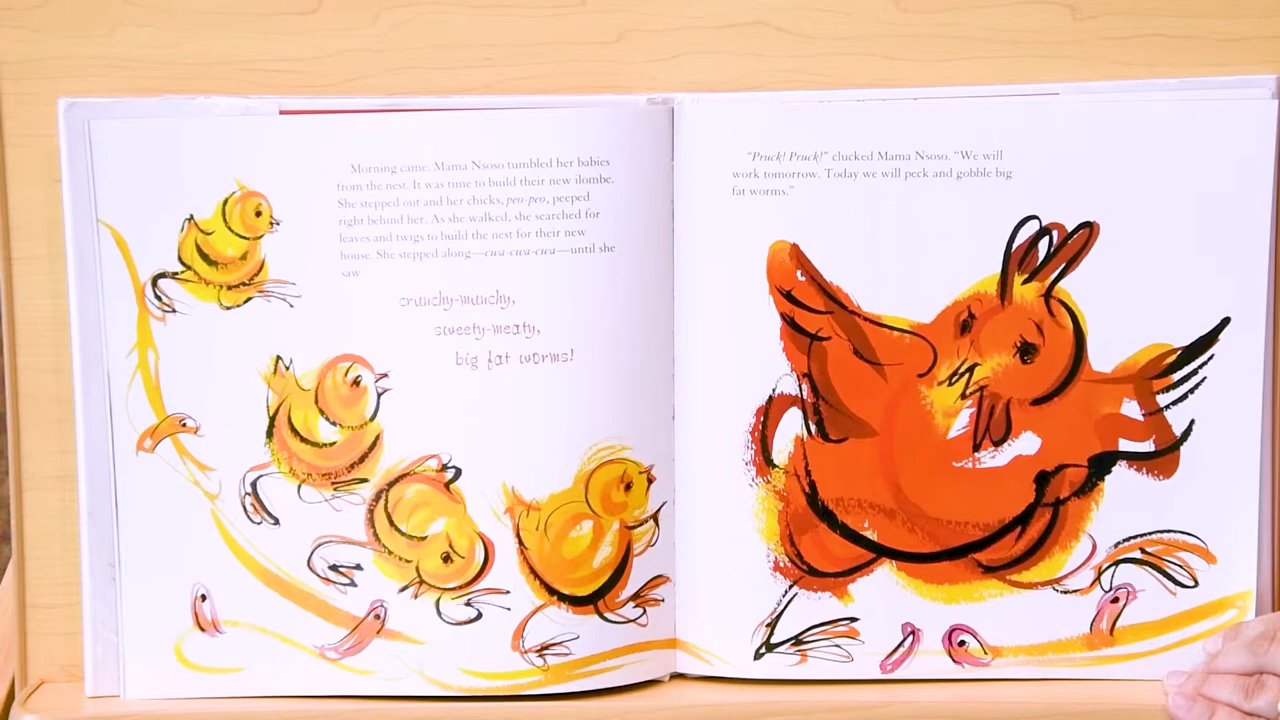 Morning came. Mama Nsoso tumbled her babies
from the nest. It was time to build their new ilombe.
She stepped out and her chicks, peo-peo, peeped
right behind her. As she walked, she searched for
leaves and twigs to build the nest for their new
house. She stepped along—cwa-cwa-cwa—until she
saw
crunchy-munchy,
sweety-meaty,
big fat worms!
"Pruck! Pruck!" clucked Mama Nsoso. "We will
work tomorrow. Today we will peck and gobble big
fat worms."